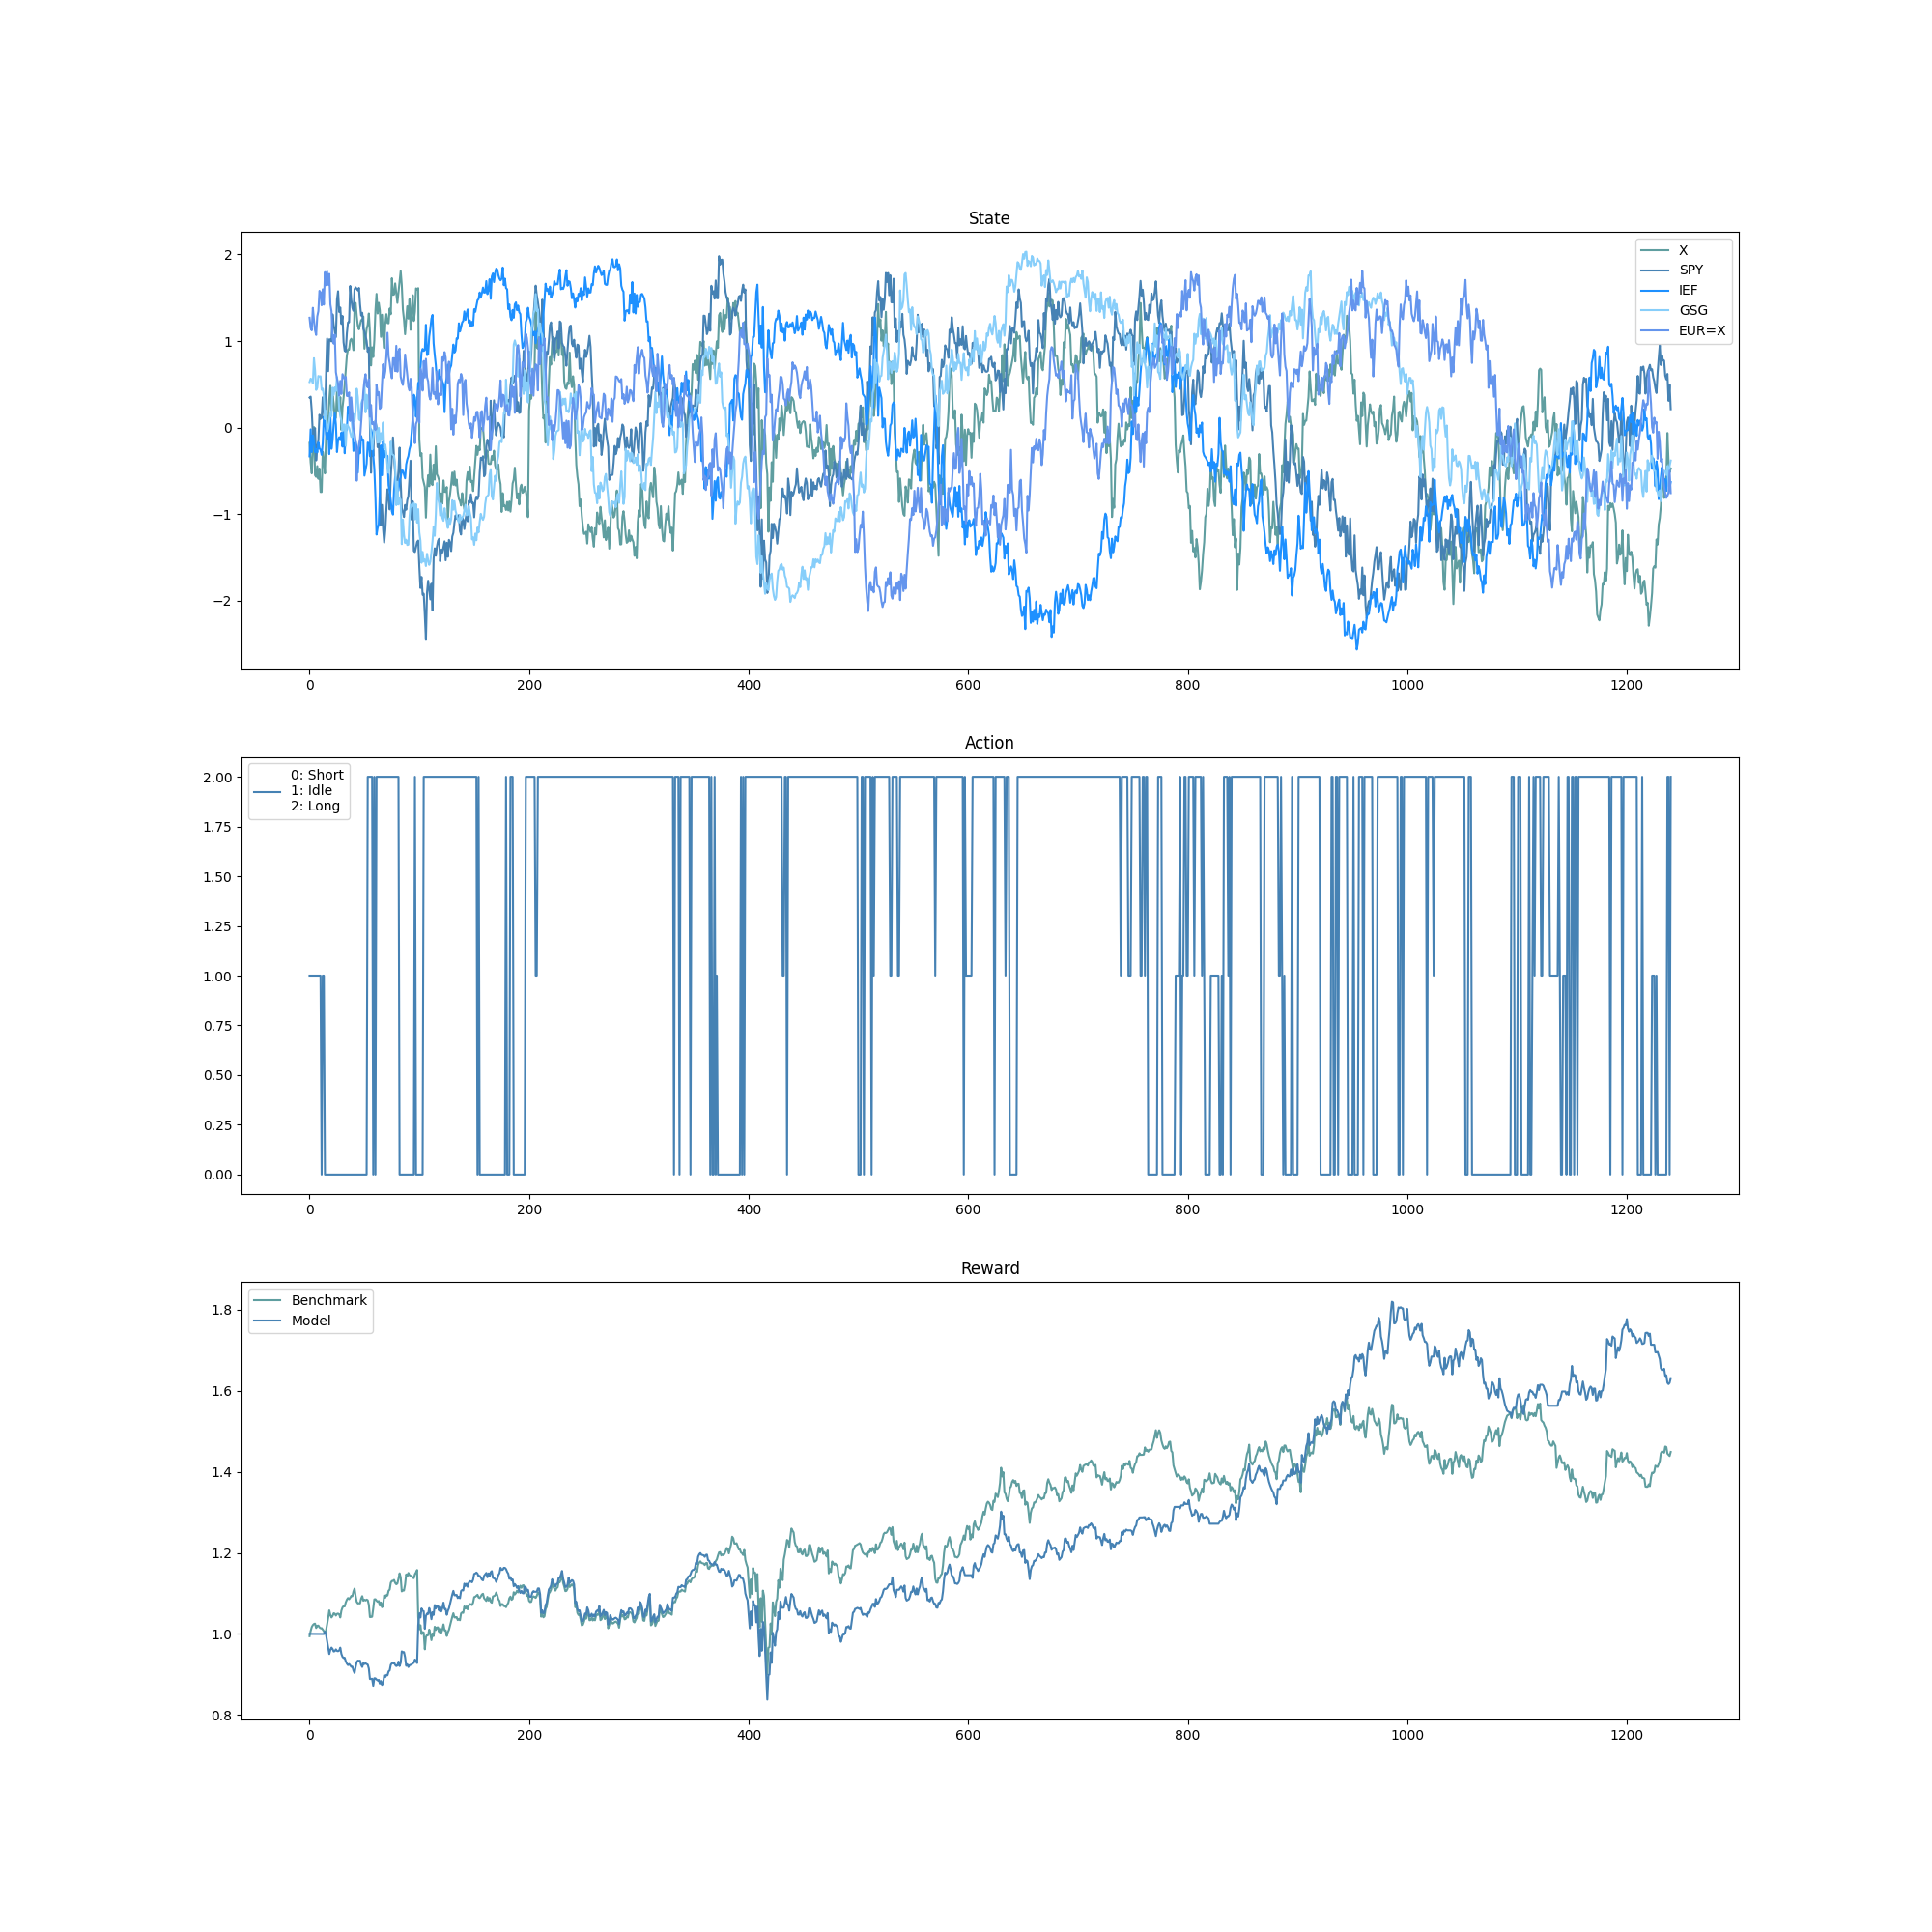 State
2
1
0
−1
−2
X
SPY
IEF
GSG
EUR=X
0 200 400 600 800 1000 1200
Action
2.00
1.75
1.50
1.25
1.00
0.75
0.50
0.25
0.00
0: Short
1: Idle
2: Long
0 200 400 600 800 1000 1200
Reward
1.8
1.6
1.4
1.2
1.0
0.8
Benchmark
Model
0 200 400 600 800 1000 1200